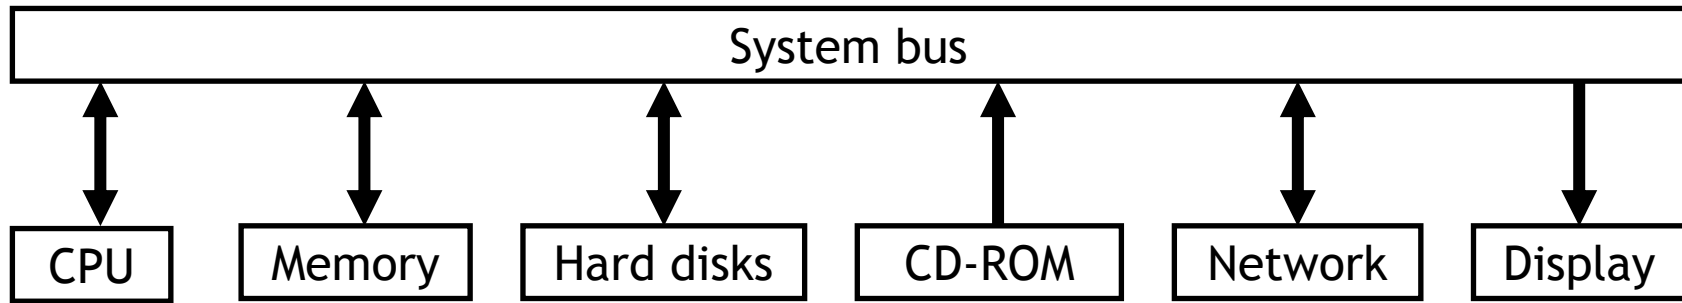 System bus
CPU
Memory
Hard disks
CD-ROM
Network
Display